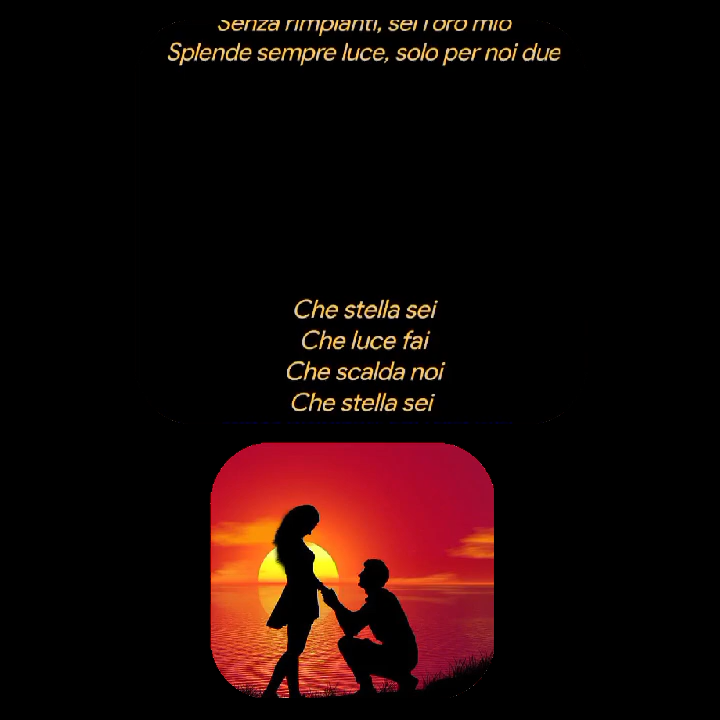 Senza rimpianti, sei l'oro mio
Splende sempre luce, solo per noi due
Che stella sei
Che luce fai
Che scalda noi
Che stella sei